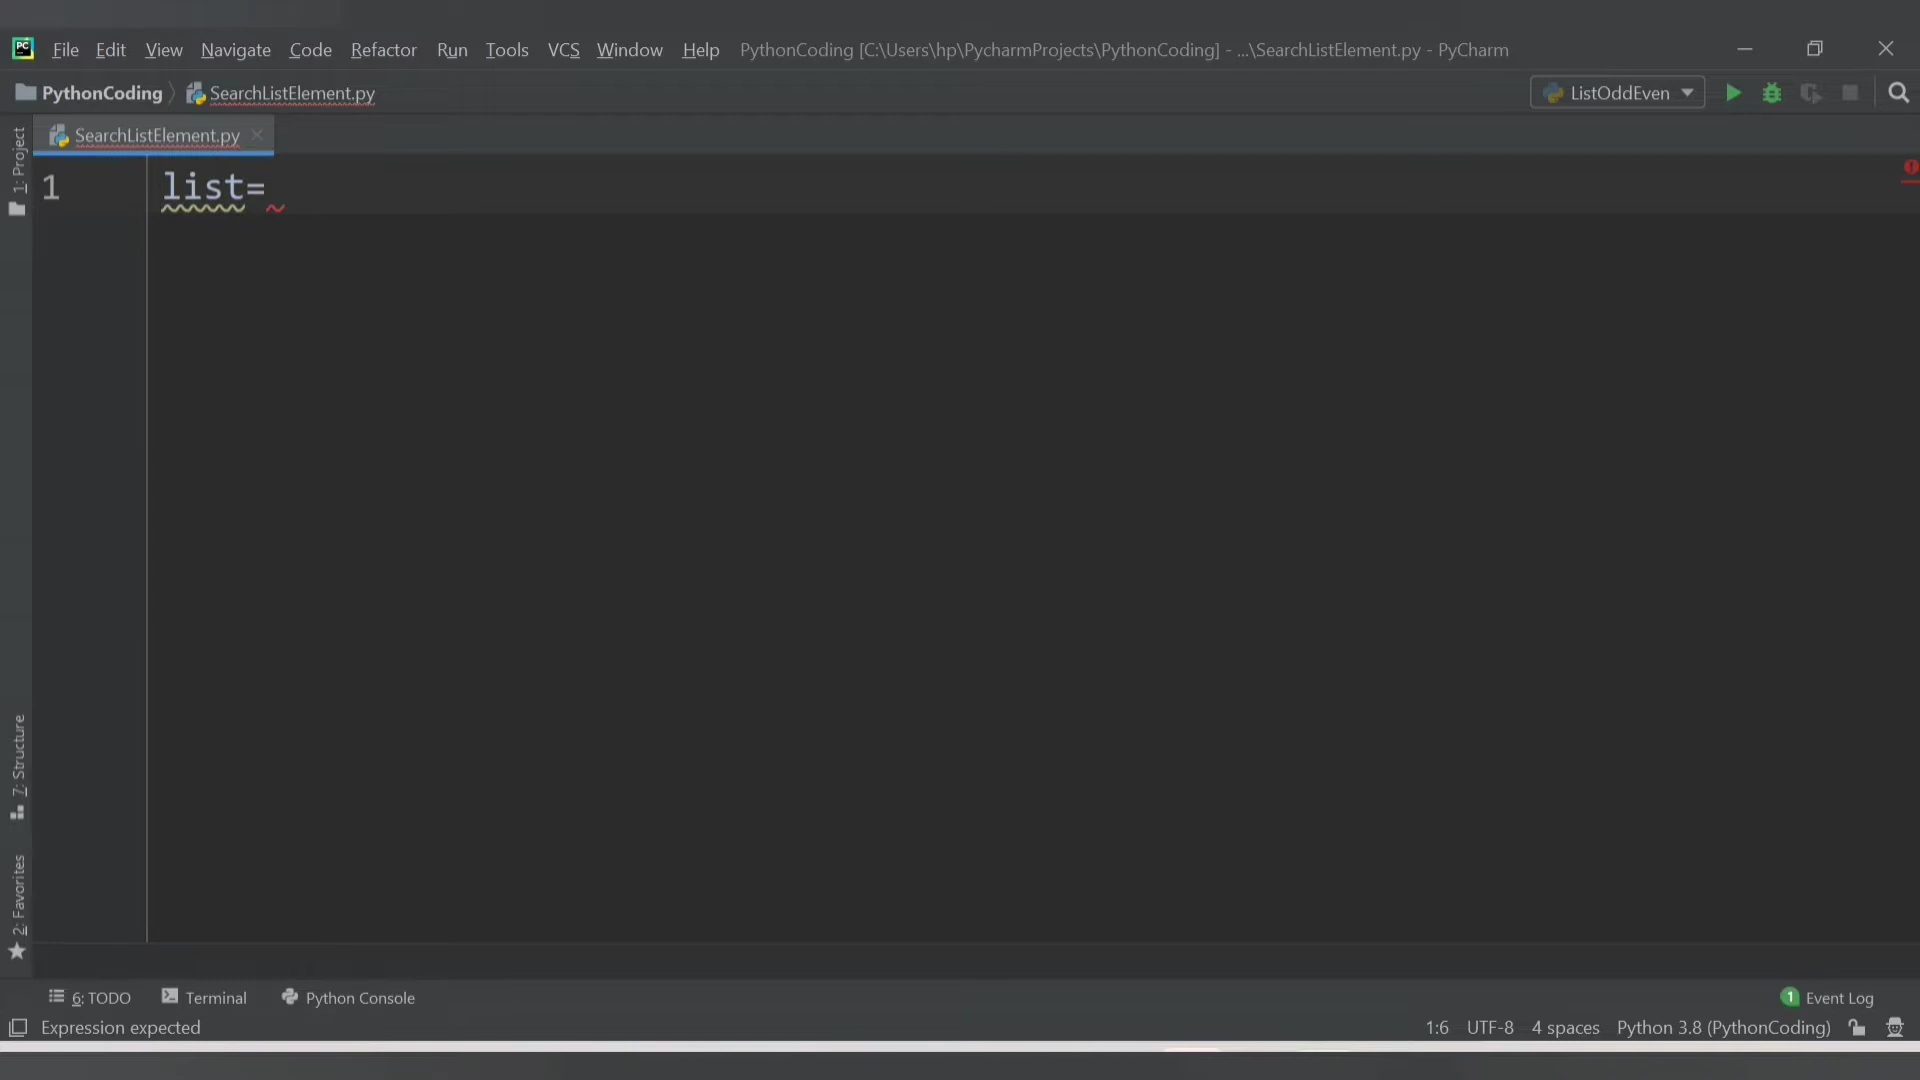 PC File Edit View Navigate Code Refactor Run Tools VCS Window Help PythonCoding [C:\Users\hp\PycharmProjects\PythonCoding] - ...\SearchListElement.py - PyCharm
PythonCoding SearchListElement.py ListOddEven
SearchListElement.py
1: Project
1 list=
7: Structure
2: Favorites
6: TODO Terminal Python Console 1 Event Log
Expression expected 1:6 UTF-8 4 spaces Python 3.8 (PythonCoding)